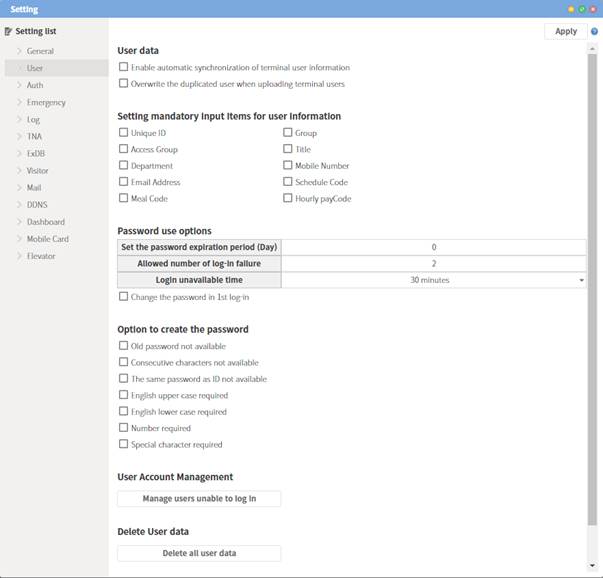 Setting
Setting list
General
User
Auth
Emergency
Log
TNA
ExDB
Visitor
Mail
DDNS
Dashboard
Mobile Card
Elevator
Apply
?
User data
Enable automatic synchronization of terminal user information
Overwrite the duplicated user when uploading terminal users
Setting mandatory input items for user information
Unique ID Group
Access Group Title
Department Mobile Number
Email Address Schedule Code
Meal Code Hourly payCode
Password use options
Set the password expiration period (Day) 0
Allowed number of log-in failure 2
Login unavailable time 30 minutes
Change the password in 1st log-in
Option to create the password
Old password not available
Consecutive characters not available
The same password as ID not available
English upper case required
English lower case required
Number required
Special character required
User Account Management
Manage users unable to log in
Delete User data
Delete all user data